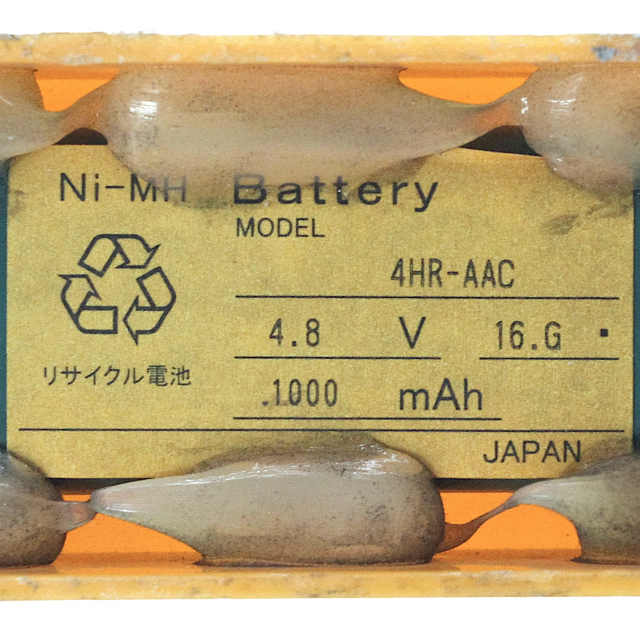 Ni-MH Battery
MODEL
4HR-AAC
4.8 V 16.G
リサイクル電池
.1000 mAh
JAPAN